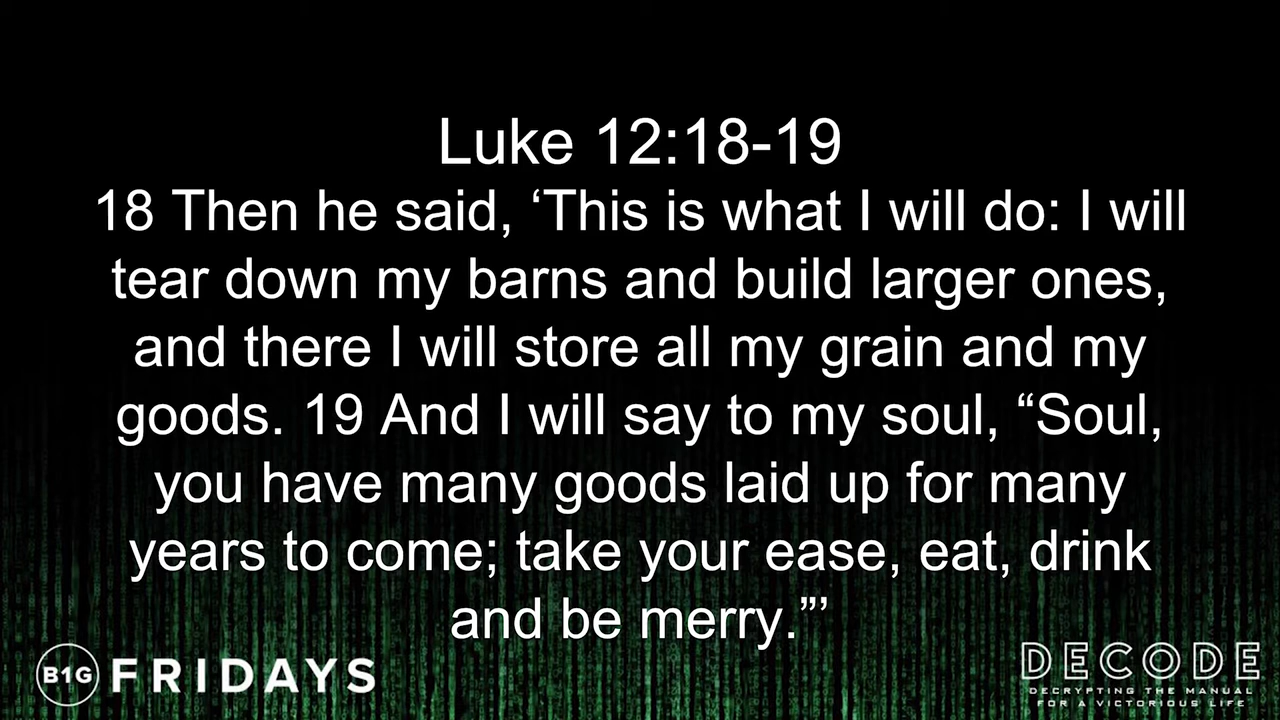 Luke 12:18-19
18 Then he said, ‘This is what I will do: I will
tear down my barns and build larger ones,
and there I will store all my grain and my
goods. 19 And I will say to my soul, “Soul,
you have many goods laid up for many
years to come; take your ease, eat, drink
and be merry.”’
B1G FRIDAYS
DECODE
DECRYPTING THE MANUAL
FOR A VICTORIOUS LIFE